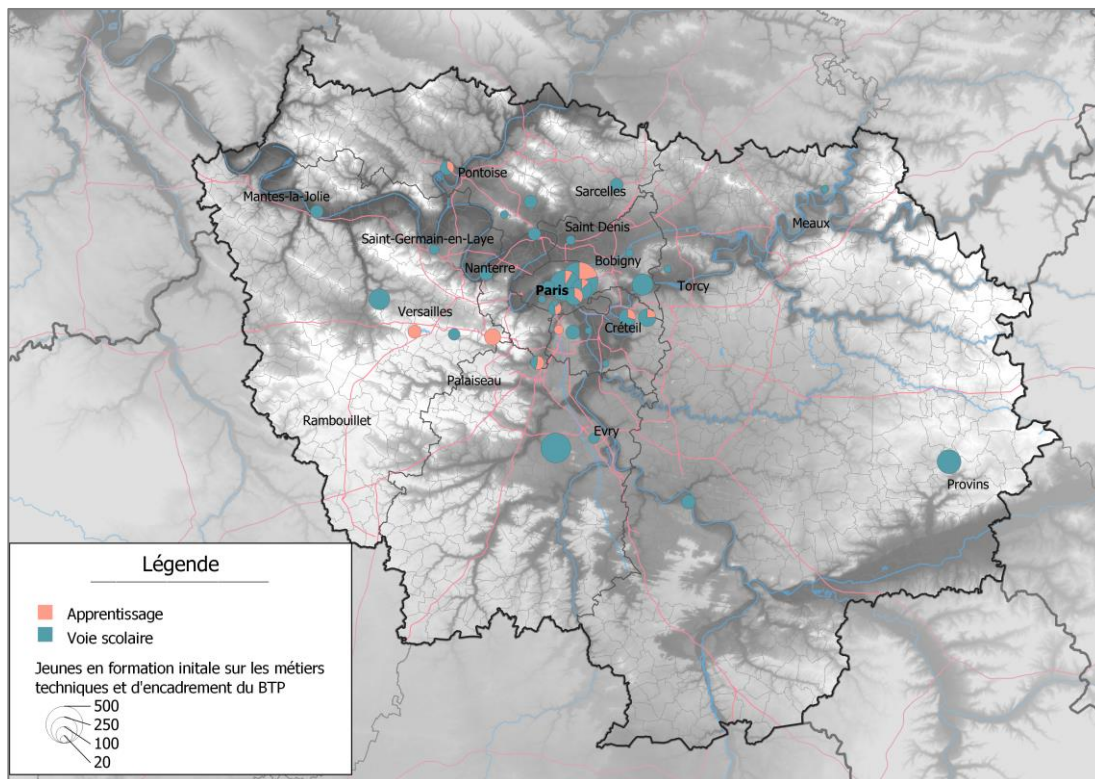 Pontoise
Sarcelles
Mantes-la-Jolie
Meaux
Saint Denis
Saint-Germain-en-Laye
Bobigny
Nanterre
Torcy
Paris
Versailles
Créteil
Palaiseau
Rambouillet
Evry
Provins
Légende
Apprentissage
Voie scolaire
Jeunes en formation initale sur les métiers
techniques et d'encadrement du BTP
500
250
100
20